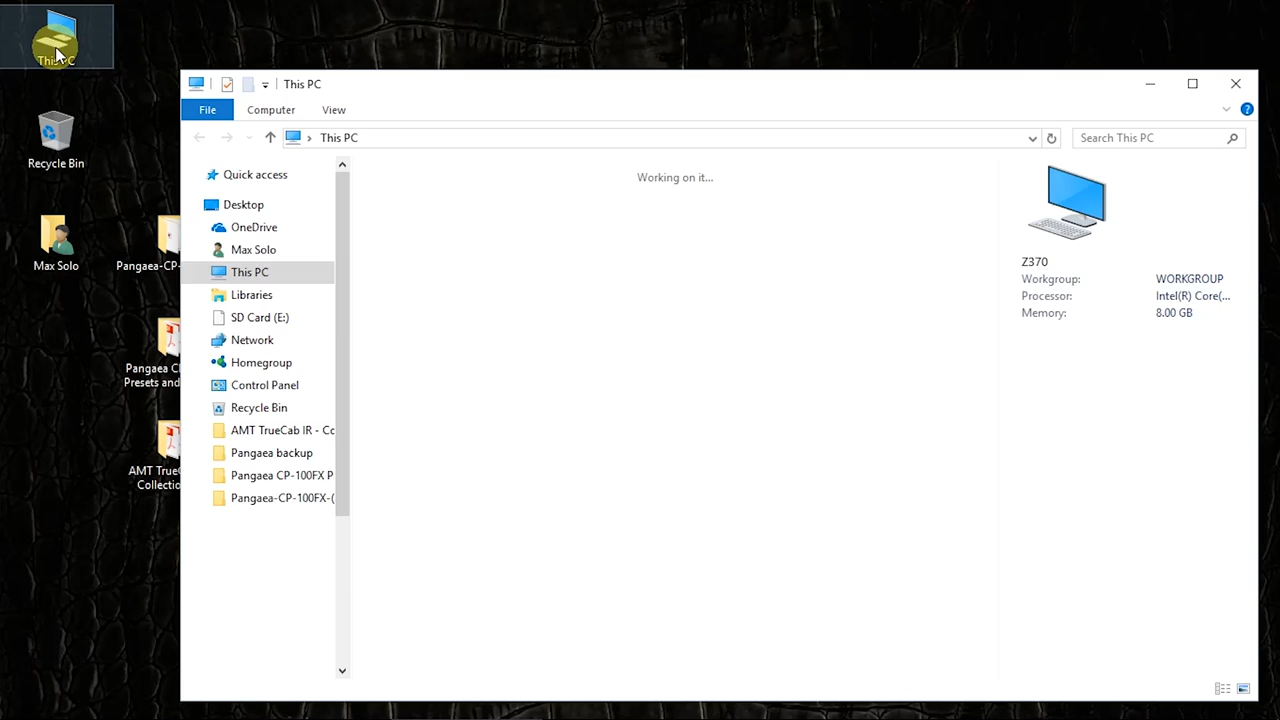 This PC
Recycle Bin
Max Solo
Pangaea-CP-
Pangaea
Presets and
AMT
Collectio
This PC
File
Computer
View
This PC
Search This PC
Quick access
Desktop
OneDrive
Max Solo
This PC
Libraries
SD Card (E:)
Network
Homegroup
Control Panel
Recycle Bin
AMT TrueCab IR - Co
Pangaea backup
Pangaea CP-100FX P
Pangaea-CP-100FX-(
Working on it...
Z370
Workgroup: WORKGROUP
Processor: Intel(R) Core(...
Memory: 8.00 GB